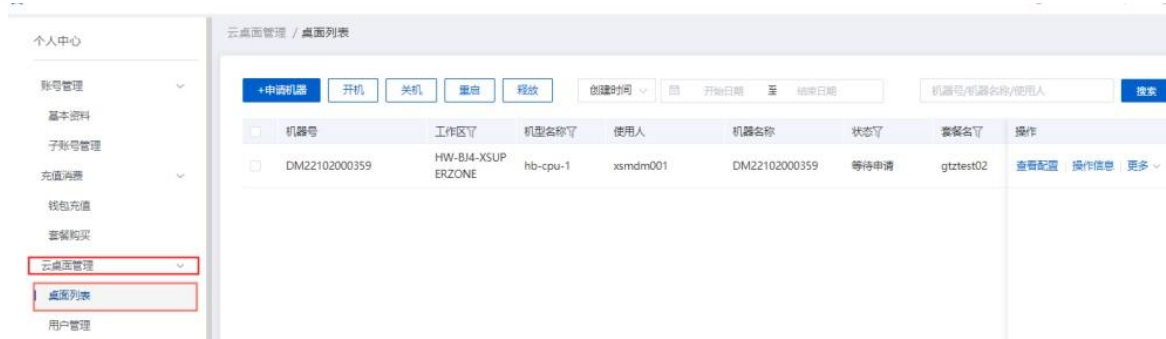 个人中心
云桌面管理 / 桌面列表
账号管理
基本资料
子账号管理
充值消费
钱包充值
套餐购买
云桌面管理
桌面列表
用户管理
+申请机器 开机 关机 重启 释放 创建时间 开始日期 至 结束日期 机器号/机器名称/使用人 搜索
机器号 工作区 机型名称 使用人 机器名称 状态 套餐名 操作
DM22102000359 HW-BJ4-XSUP hb-cpu-1 xsmdm001 DM22102000359 等待申请 gtztest02 查看配置 操作信息 更多
ERZONE